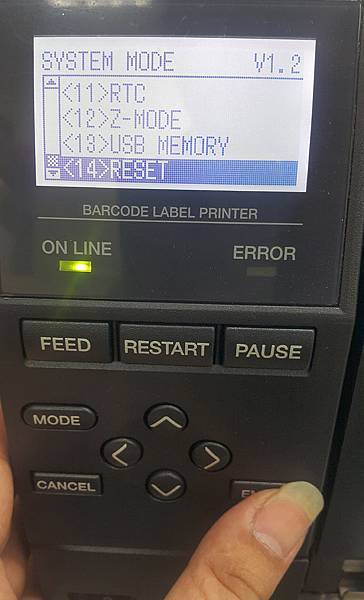 SYSTEM MODE V1.2
<11>RTC
<12>Z-MODE
<13>USB MEMORY
<14>RESET
BARCODE LABEL PRINTER
ON LINE ERROR
FEED RESTART PAUSE
MODE
CANCEL